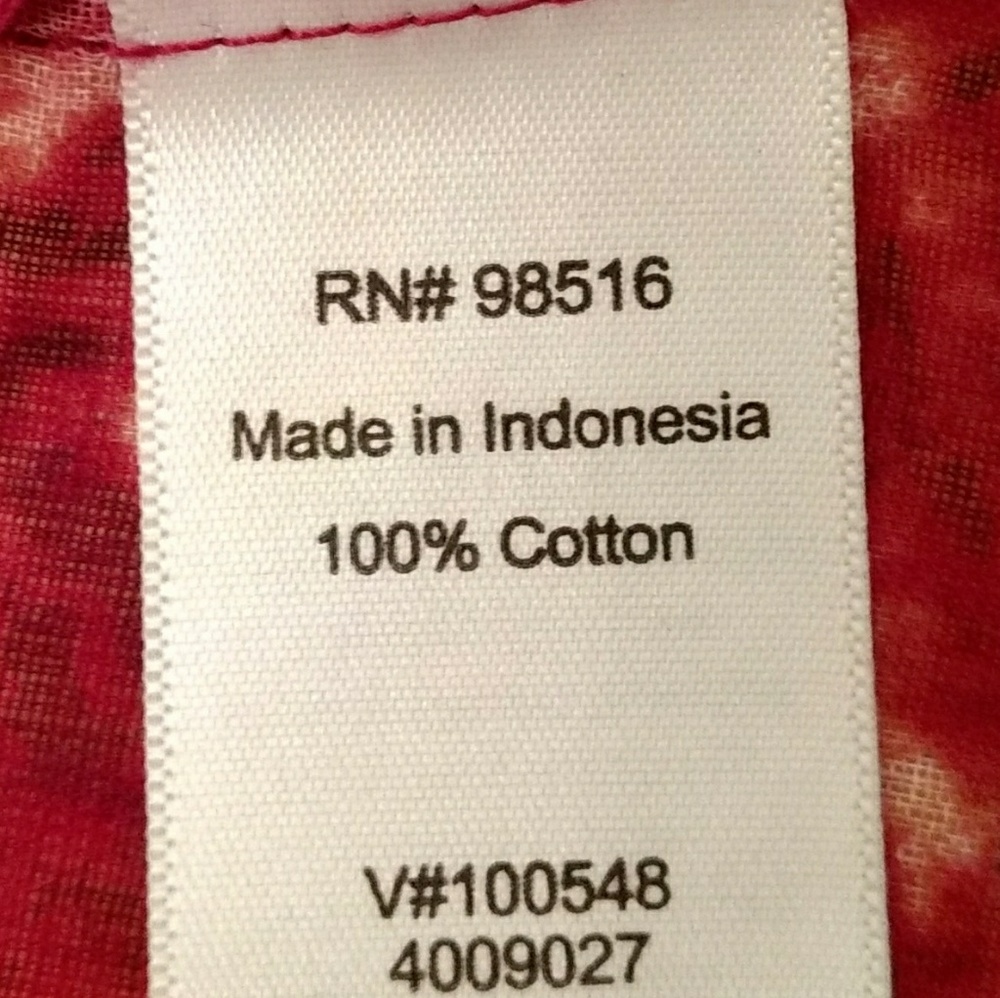 RN# 98516
Made in Indonesia
100% Cotton
V#100548
4009027